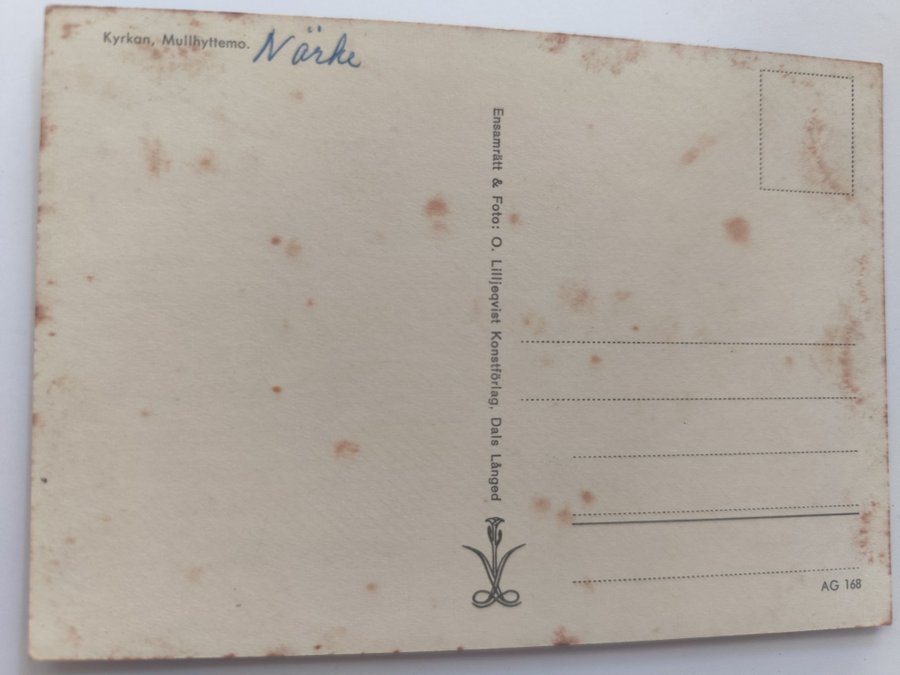 Kyrkan, Mullhyttemo. Närke
Ensamrätt & Foto: O. Lilljeqvist Konstförlag, Dals Långed
AG 168